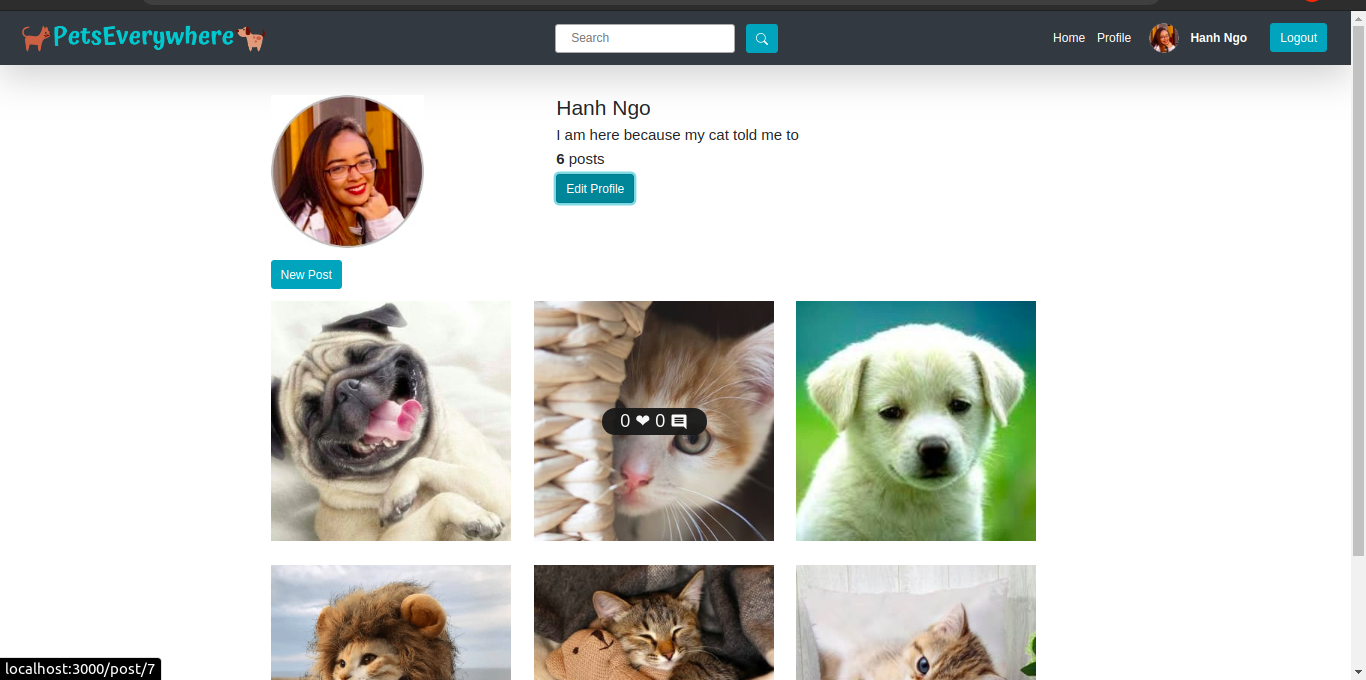 PetsEverywhere
Search
Home Profile Hanh Ngo Logout
Hanh Ngo
I am here because my cat told me to
6 posts
Edit Profile
New Post
0 ❤ 0
localhost:3000/post/7